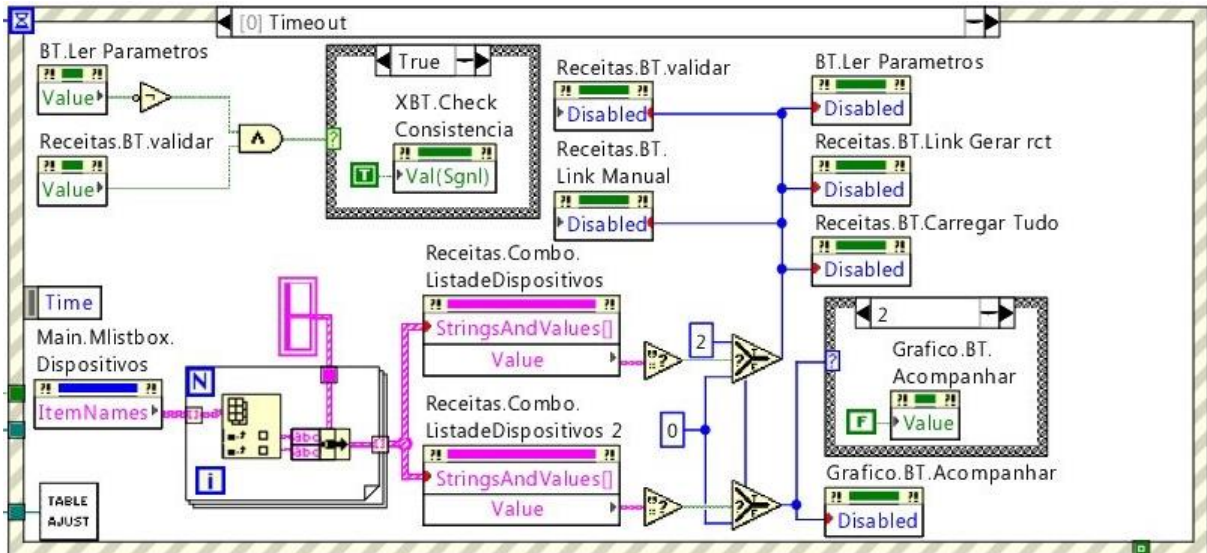 [0] Timeout
BT.Ler Parametros
Value
Receitas.BT.validar
Value
True
XBT.Check
Consistencia
T
Val(Sgnl)
Receitas.BT.validar
Disabled
Receitas.BT.
Link Manual
Disabled
BT.Ler Parametros
Disabled
Receitas.BT.Link Gerar rct
Disabled
Receitas.BT.Carregar Tudo
Disabled
Time
Main.Mlistbox.
Dispositivos
ItemNames
N
i
abc
abc
Receitas.Combo.
ListadeDispositivos
StringsAndValues[]
Value
Receitas.Combo.
ListadeDispositivos 2
StringsAndValues[]
Value
2
0
?
T
F
?
T
F
2
Grafico.BT.
Acompanhar
F
Value
Grafico.BT.Acompanhar
Disabled
TABLE
AJUST